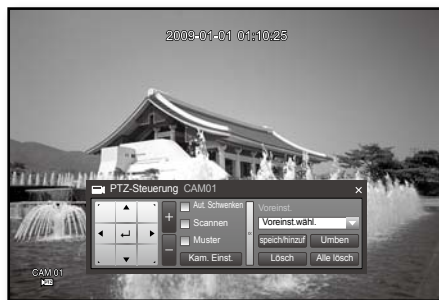 2009-01-01 01:10:25
PTZ-Steuerung CAM01
Aut. Schwenken
Voreinst.
Scannen
Voreinst.wähl.
Muster
speich/hinzuf Umben
Kam. Einst.
Lösch Alle lösch
CAM 01
PTZ